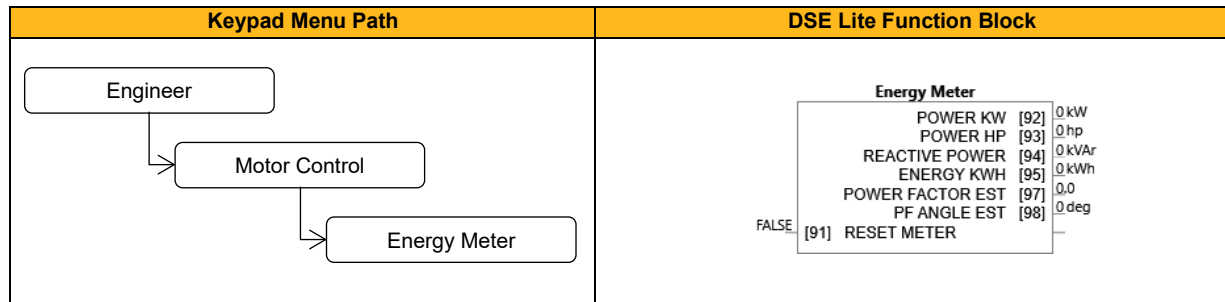 Keypad Menu Path
DSE Lite Function Block
Engineer
Motor Control
Energy Meter
Energy Meter
POWER KW [92] 0 kW
POWER HP [93] 0 hp
REACTIVE POWER [94] 0 kVAr
ENERGY KWH [95] 0 kWh
POWER FACTOR EST [97] 0,0
PF ANGLE EST [98] 0 deg
FALSE [91] RESET METER